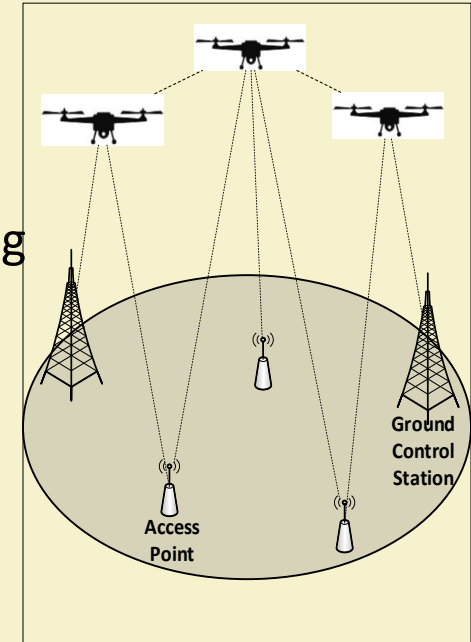 g
Ground
Control
Station
Access
Point